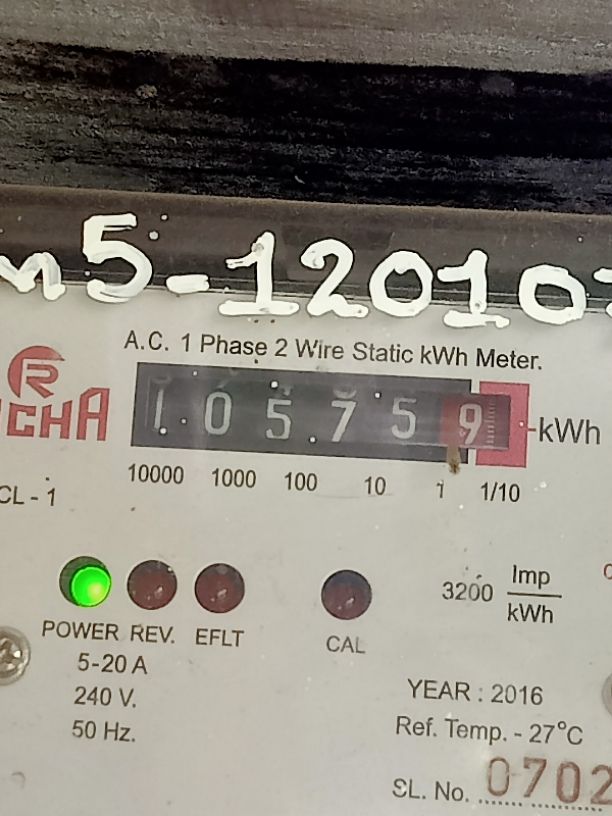 m5-12010
A.C. 1 Phase 2 Wire Static kWh Meter.
R
CHA
1 0 5 7 5 9 kWh
10000 1000 100 10 1 1/10
CL-1
3200 Imp/kWh
POWER REV. EFLT CAL
5-20 A
240 V.
50 Hz.
YEAR : 2016
Ref. Temp. - 27°C
SL. No. 0702